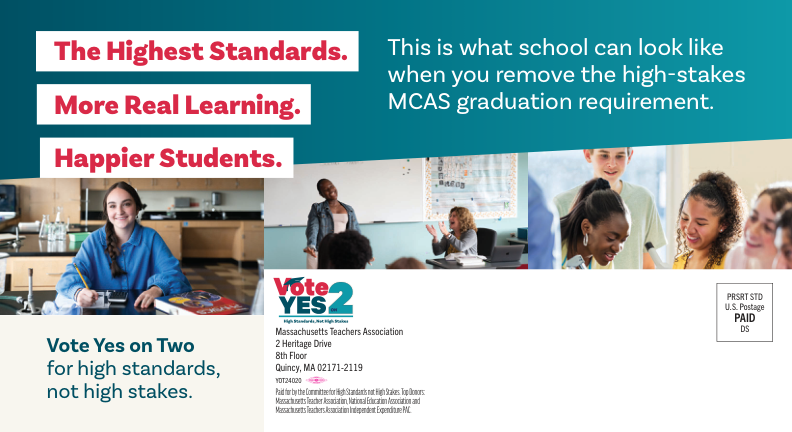 The Highest Standards.
More Real Learning.
Happier Students.
This is what school can look like
when you remove the high-stakes
MCAS graduation requirement.
Vote Yes on Two
for high standards,
not high stakes.
Vote
YES
2
High Standards, Not High Stakes
Massachusetts Teachers Association
2 Heritage Drive
8th Floor
Quincy, MA 02171-2119
YOT24020
Paid for by the Committee for High Standards not High Stakes. Top Donors:
Massachusetts Teacher Association, National Education Association and
Massachusetts Teachers Association Independent Expenditure PAC.
PRSRT STD
U.S. Postage
PAID
DS
PHYSICS